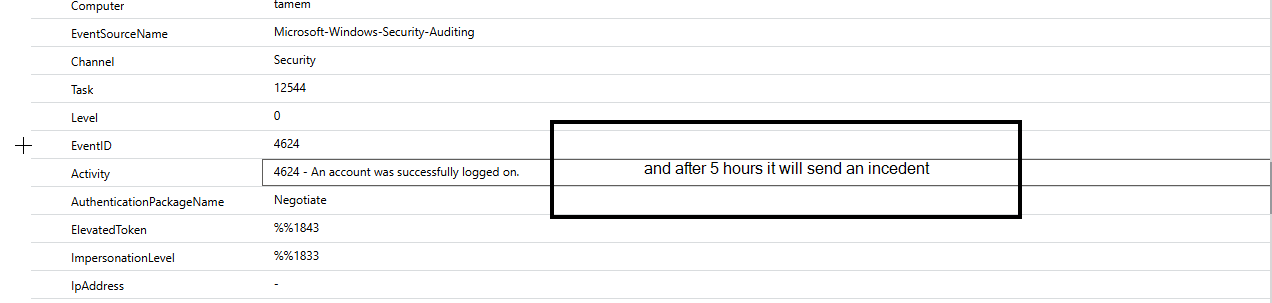 Computer tamem
EventSourceName Microsoft-Windows-Security-Auditing
Channel Security
Task 12544
Level 0
EventID 4624
Activity 4624 - An account was successfully logged on.
and after 5 hours it will send an incedent
AuthenticationPackageName Negotiate
ElevatedToken %%1843
ImpersonationLevel %%1833
IpAddress -